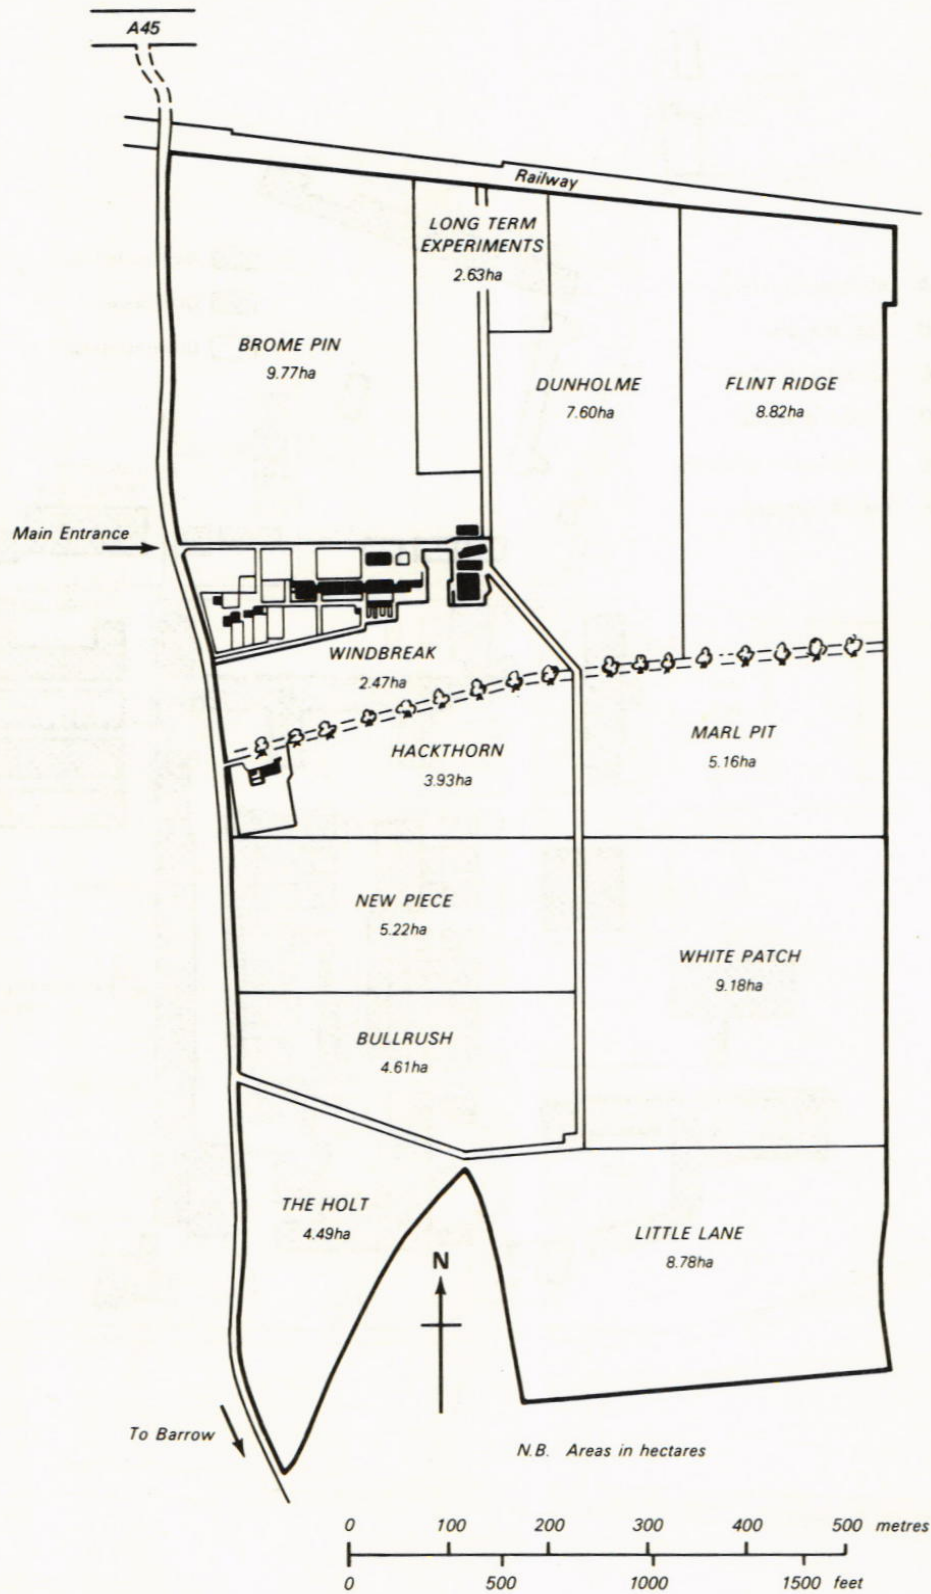 A45
Railway
LONG TERM
EXPERIMENTS
2.63ha
BROME PIN
9.77ha
DUNHOLME
7.60ha
FLINT RIDGE
8.82ha
Main Entrance
WINDBREAK
2.47ha
HACKTHORN
3.93ha
MARL PIT
5.16ha
NEW PIECE
5.22ha
WHITE PATCH
9.18ha
BULLRUSH
4.61ha
THE HOLT
4.49ha
LITTLE LANE
8.78ha
N
To Barrow
N.B. Areas in hectares
0 100 200 300 400 500 metres
0 500 1000 1500 feet